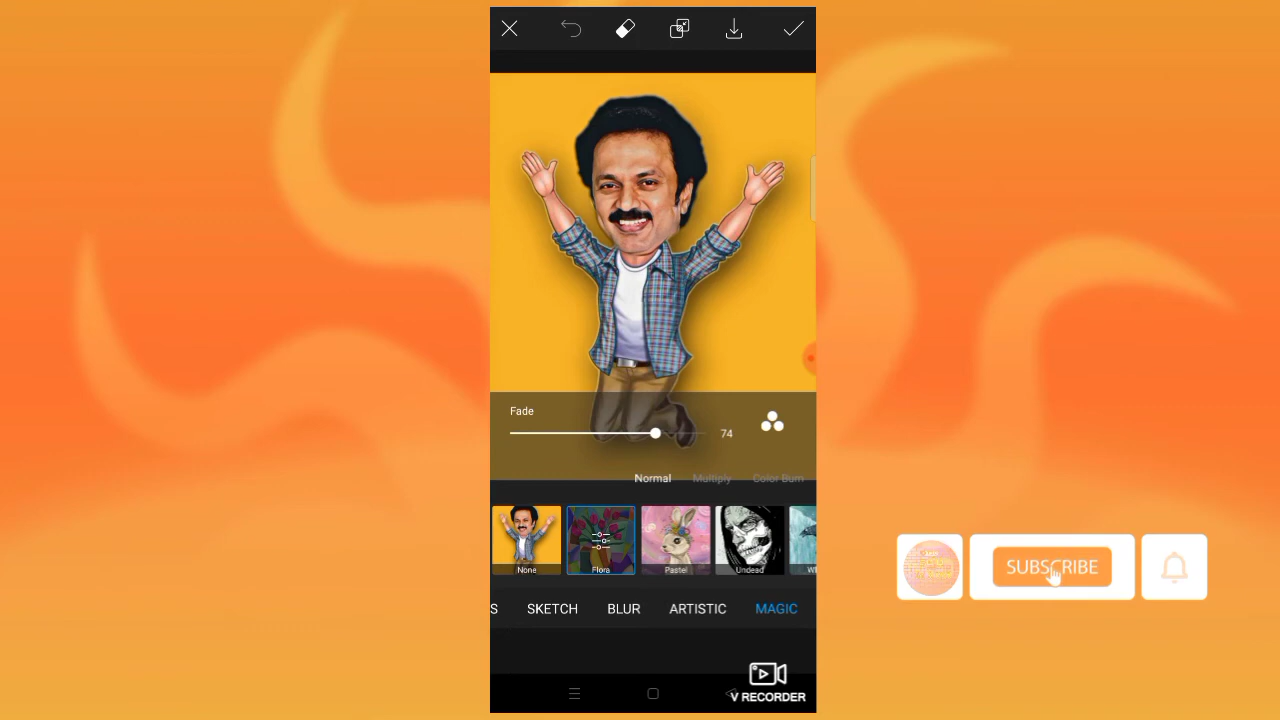 Fade
74
Normal Multiply Color Burn
None Flora Pastel Undead
S SKETCH BLUR ARTISTIC MAGIC
SUBSCRIBE
V RECORDER